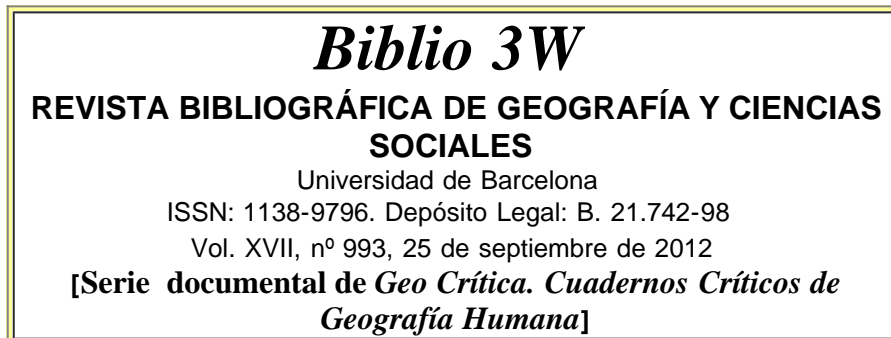 Biblio 3W
REVISTA BIBLIOGRÁFICA DE GEOGRAFÍA Y CIENCIAS
SOCIALES
Universidad de Barcelona
ISSN: 1138-9796. Depósito Legal: B. 21.742-98
Vol. XVII, nº 993, 25 de septiembre de 2012
[Serie documental de Geo Crítica. Cuadernos Críticos de
Geografía Humana]